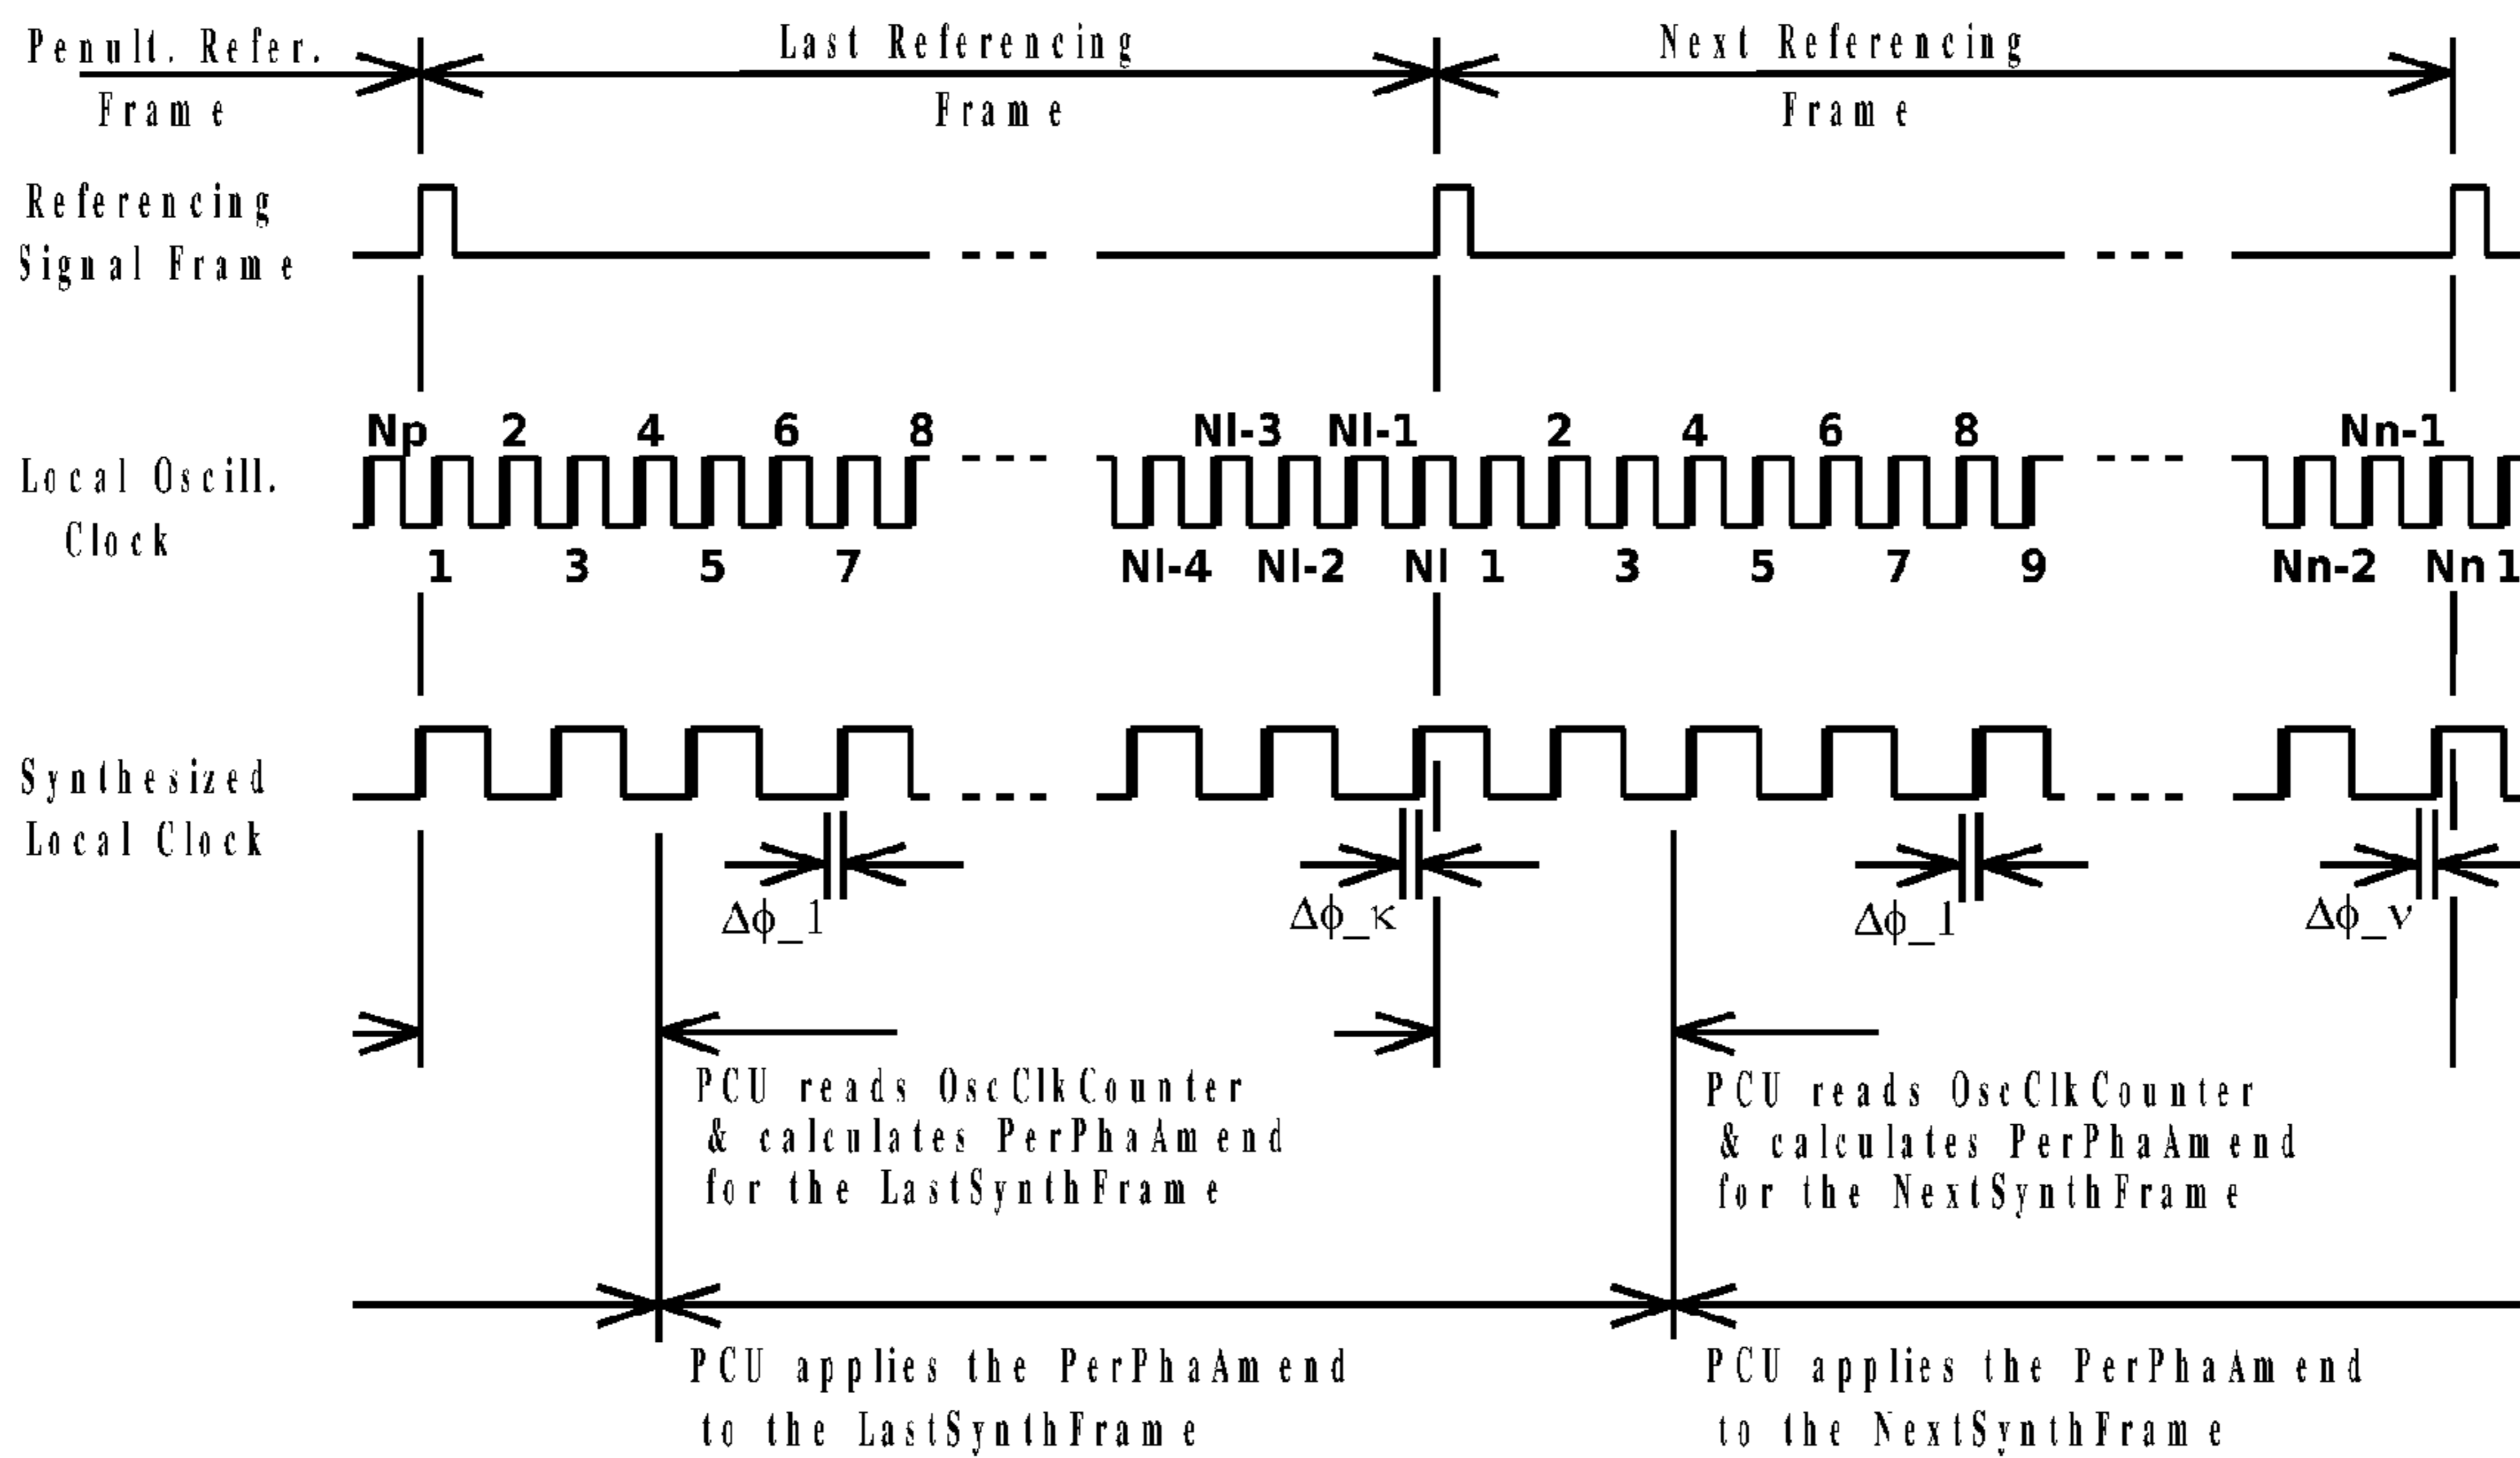 Penult. Refer.
Frame
Last Referencing
Frame
Next Referencing
Frame
Referencing
Signal Frame
Np 2 4 6 8 Nl-3 Nl-1 2 4 6 8 Nn-1
Local Oscill.
Clock
1 3 5 7 Nl-4 Nl-2 Nl 1 3 5 7 9 Nn-2 Nn 1
Synthesized
Local Clock
Δϕ_1 Δϕ_κ Δϕ_1 Δϕ_ν
PCU reads OscClkCounter
& calculates PerPhaAmend
for the LastSynthFrame
PCU reads OscClkCounter
& calculates PerPhaAmend
for the NextSynthFrame
PCU applies the PerPhaAmend
to the LastSynthFrame
PCU applies the PerPhaAmend
to the NextSynthFrame